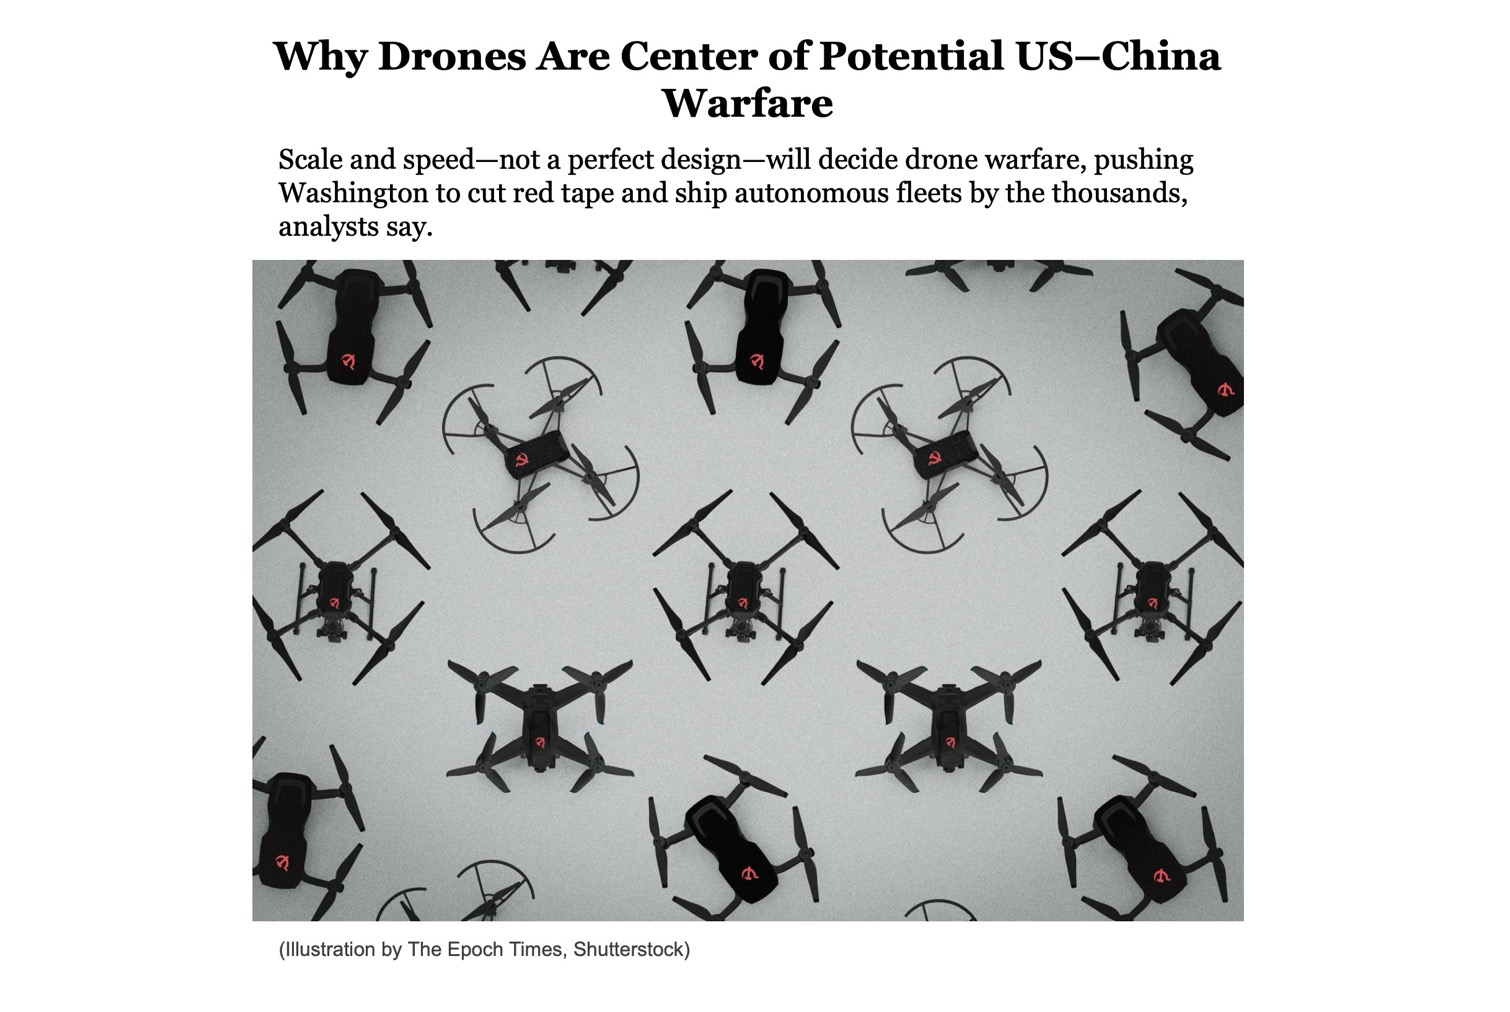 Why Drones Are Center of Potential US–China
Warfare
Scale and speed—not a perfect design—will decide drone warfare, pushing
Washington to cut red tape and ship autonomous fleets by the thousands,
analysts say.
(Illustration by The Epoch Times, Shutterstock)